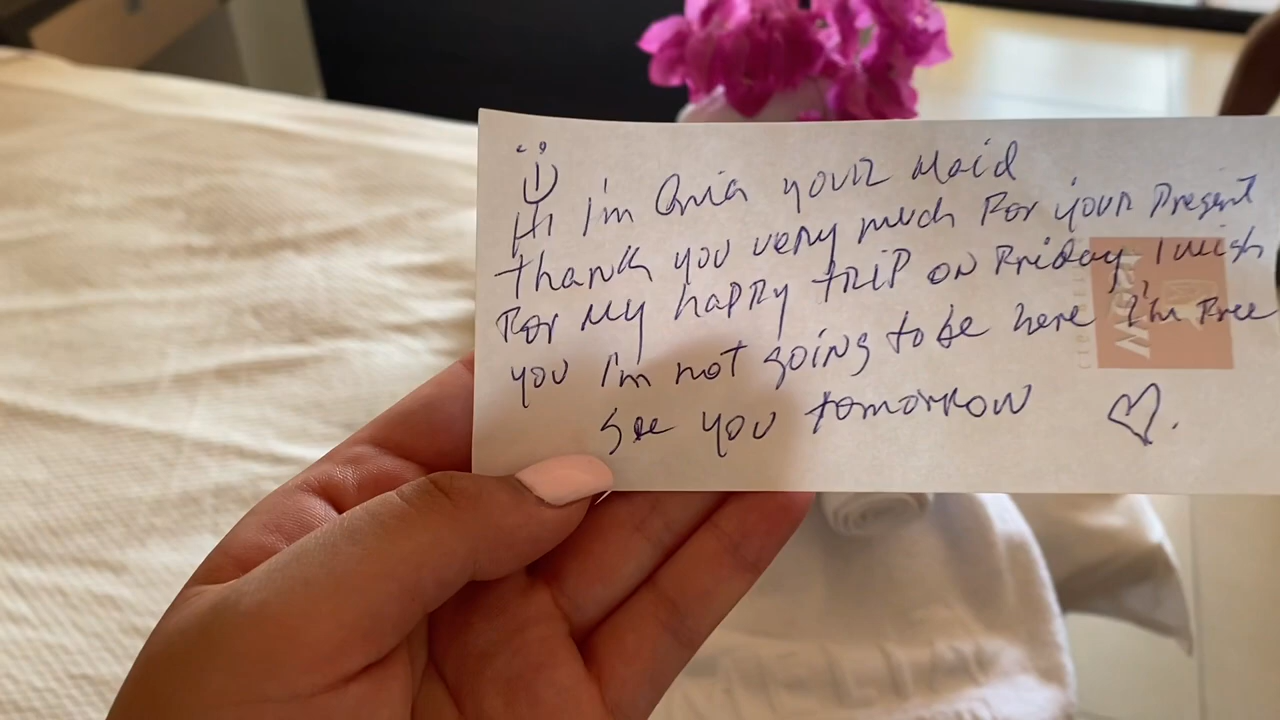 Hi I'm your Maid
thank you very much For your Present
For My happy tRiP oN FRiday I wish
you I'm not goiNg to be here I'm Free
See you tomorrow